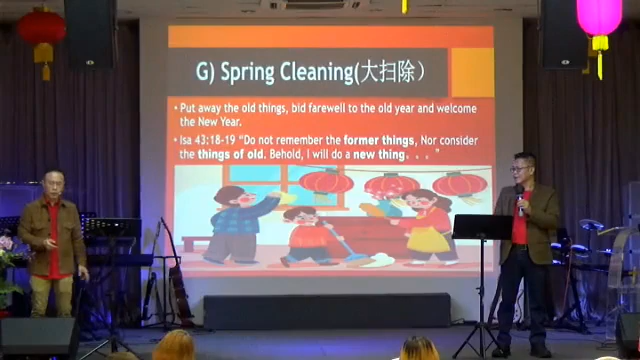 G) Spring Cleaning(大扫除）
• Put away the old things, bid farewell to the old year and welcome
the New Year.
• Isa 43:18-19 “Do not remember the former things, Nor consider
the things of old. Behold, I will do a new thing. . . ”